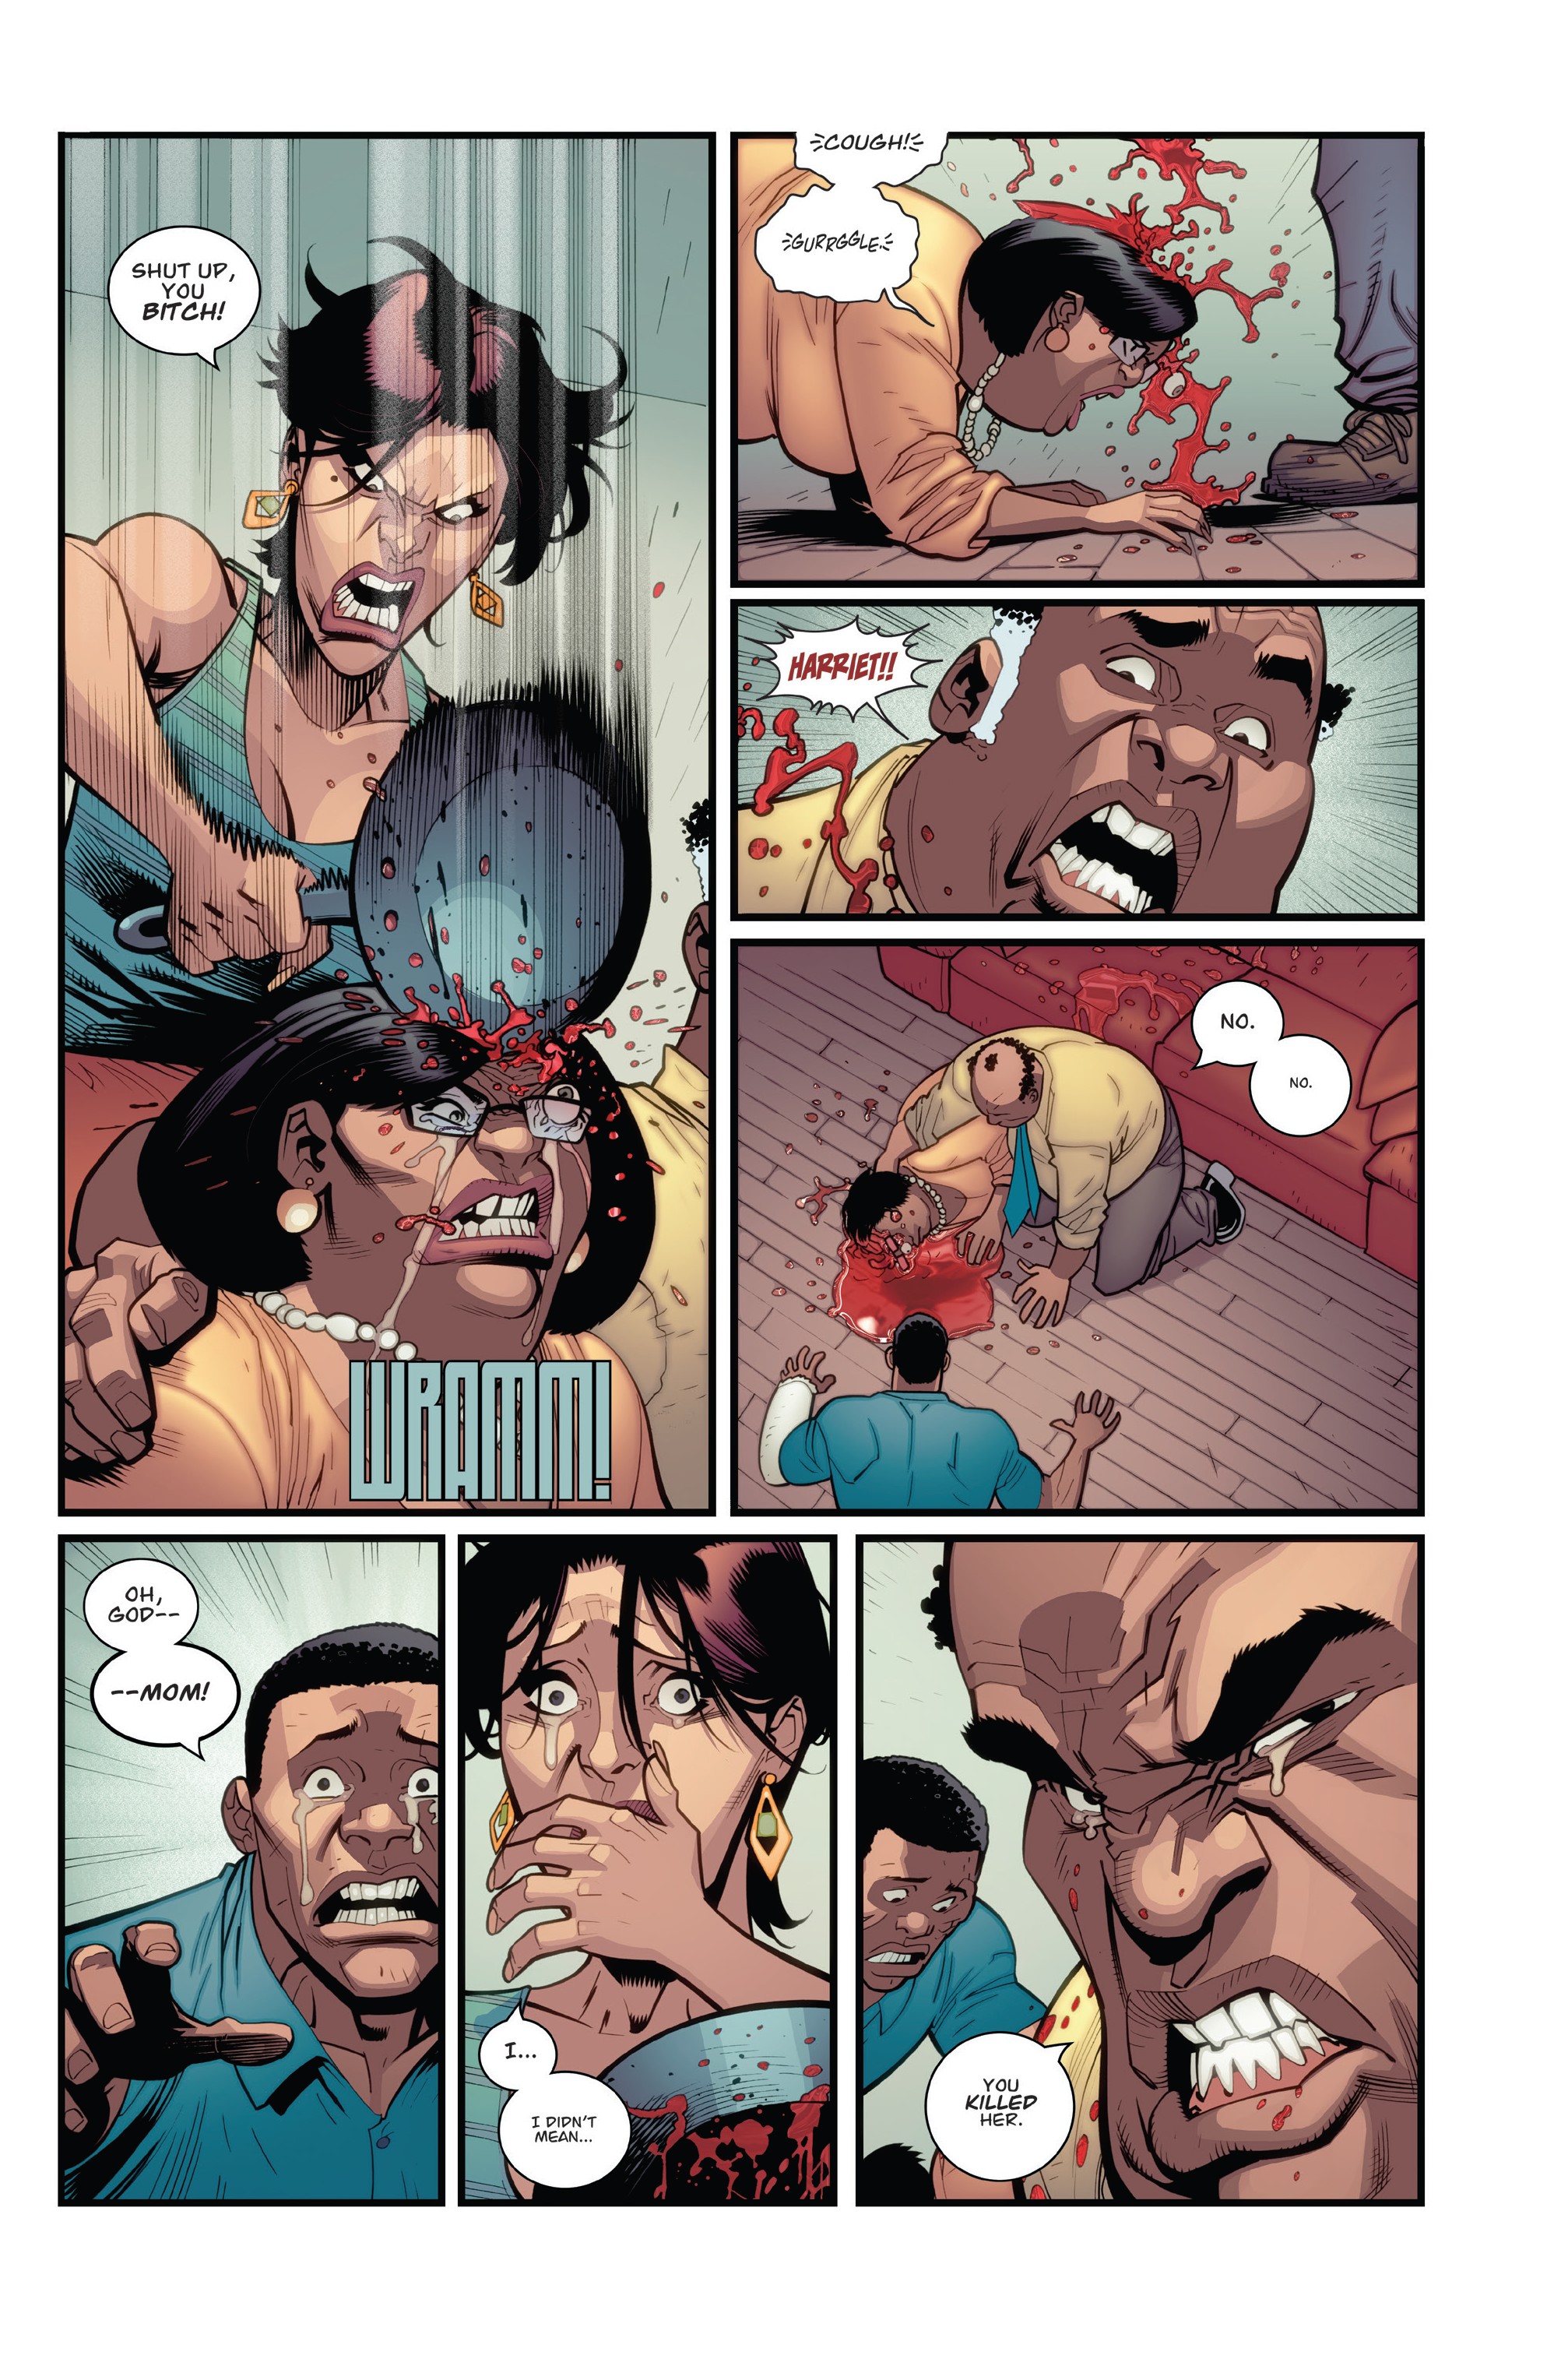 SHUT UP,
YOU
BITCH!
WRAMM!
COUGH!
GURRGGLE.
HARRIET!!
NO.
NO.
OH,
GOD--
--MOM!
I...
I DIDN'T
MEAN...
YOU
KILLED
HER.